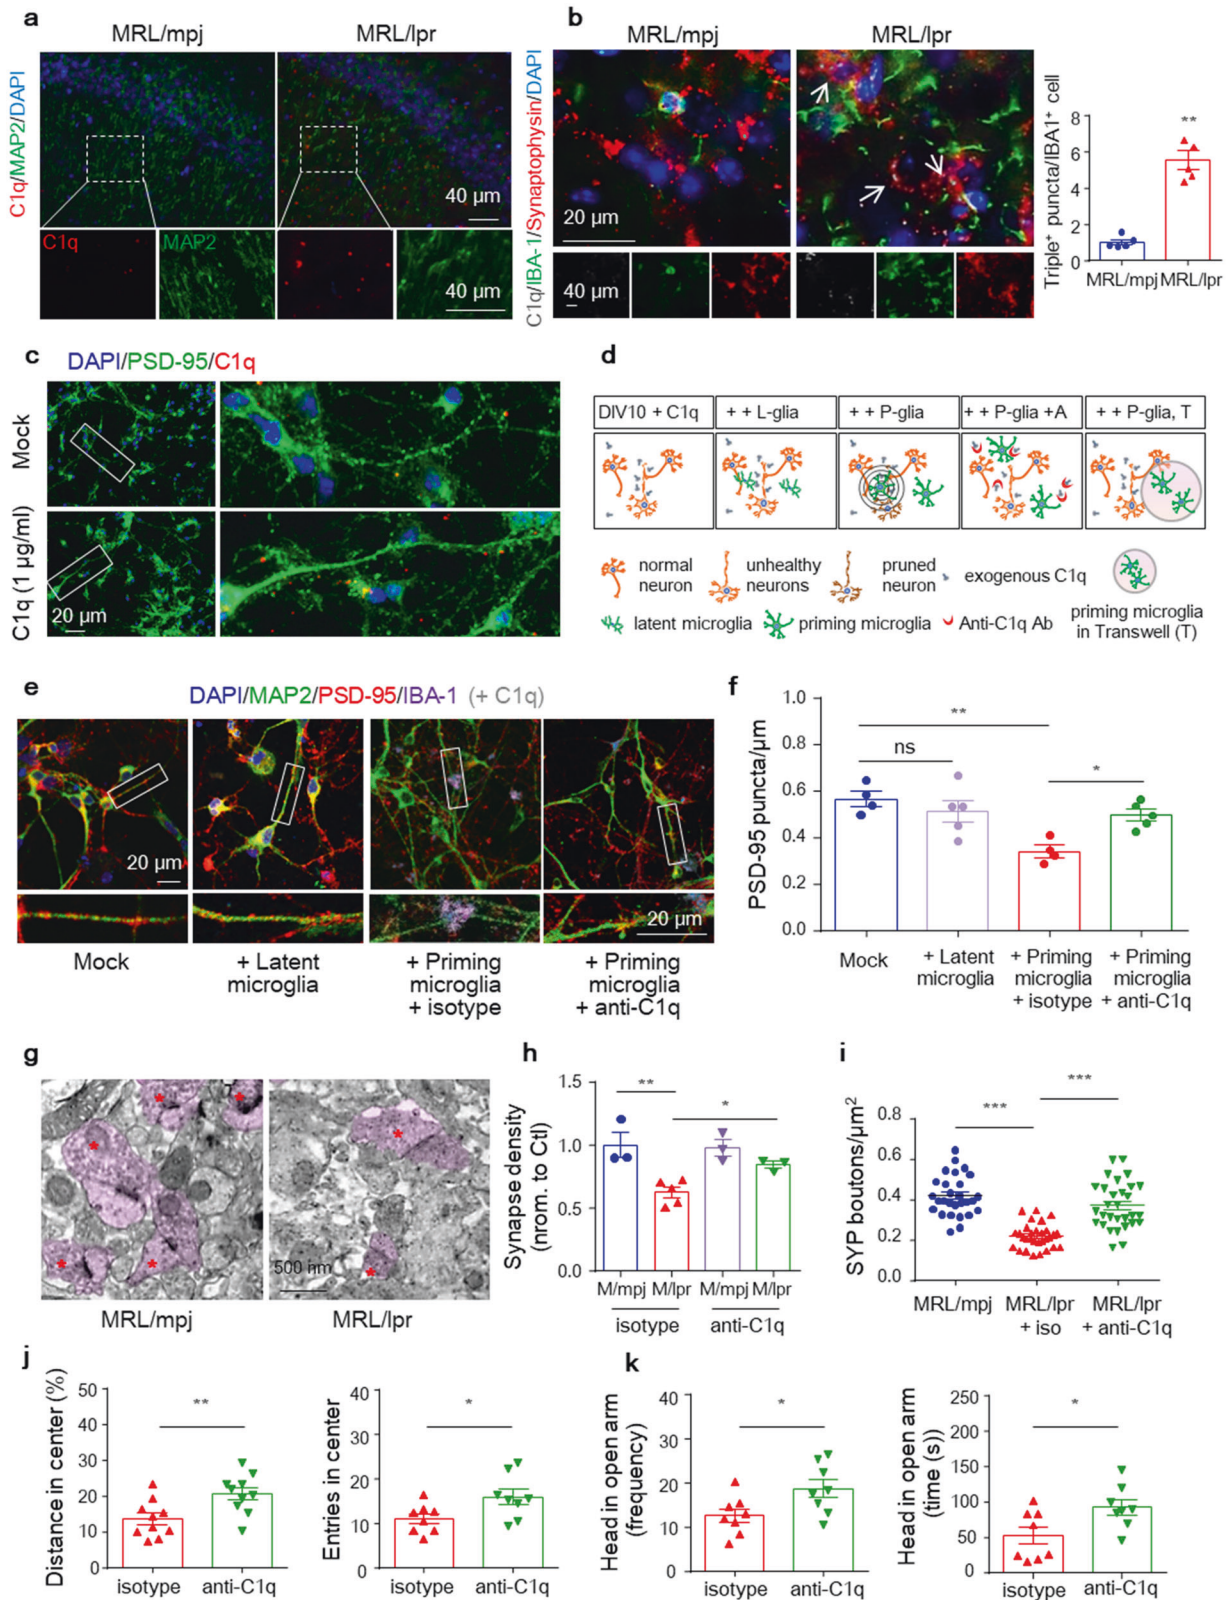 a
MRL/mpj MRL/lpr
C1q/MAP2/DAPI
40 µm
C1q MAP2
40 µm
b
MRL/mpj MRL/lpr
C1q/IBA-1/Synaptophysin/DAPI
20 µm
40 µm
Triple⁺ puncta/IBA1⁺ cell
8
6
4
2
0
**
MRL/mpj MRL/lpr
c
DAPI/PSD-95/C1q
Mock
C1q (1 µg/ml)
20 µm
d
DIV10 + C1q + + L-glia + + P-glia + + P-glia +A + + P-glia, T
normal neuron
unhealthy neurons
pruned neuron
exogenous C1q
latent microglia
priming microglia
Anti-C1q Ab
priming microglia
in Transwell (T)
e
DAPI/MAP2/PSD-95/IBA-1 (+ C1q)
20 µm
20 µm
Mock
+ Latent
microglia
+ Priming
microglia
+ isotype
+ Priming
microglia
+ anti-C1q
f
PSD-95 puncta/µm
1.0
0.8
0.6
0.4
0.2
0.0
**
ns
*
Mock
+ Latent
microglia
+ Priming
microglia
+ isotype
+ Priming
microglia
+ anti-C1q
g
* * * * * * *
500 nm
MRL/mpj MRL/lpr
h
Synapse density
(nrom. to Ctl)
1.5
1.0
0.5
0.0
**
*
M/mpj M/lpr M/mpj M/lpr
isotype anti-C1q
i
SYP boutons/µm²
0.8
0.6
0.4
0.2
0.0
***
***
MRL/mpj
MRL/lpr
+ iso
MRL/lpr
+ anti-C1q
j
Distance in center (%)
50
40
30
20
10
0
**
isotype anti-C1q
Entries in center
40
30
20
10
0
*
isotype anti-C1q
k
Head in open arm
(frequency)
40
30
20
10
0
*
isotype anti-C1q
Head in open arm
(time (s))
250
200
150
100
50
0
*
isotype anti-C1q